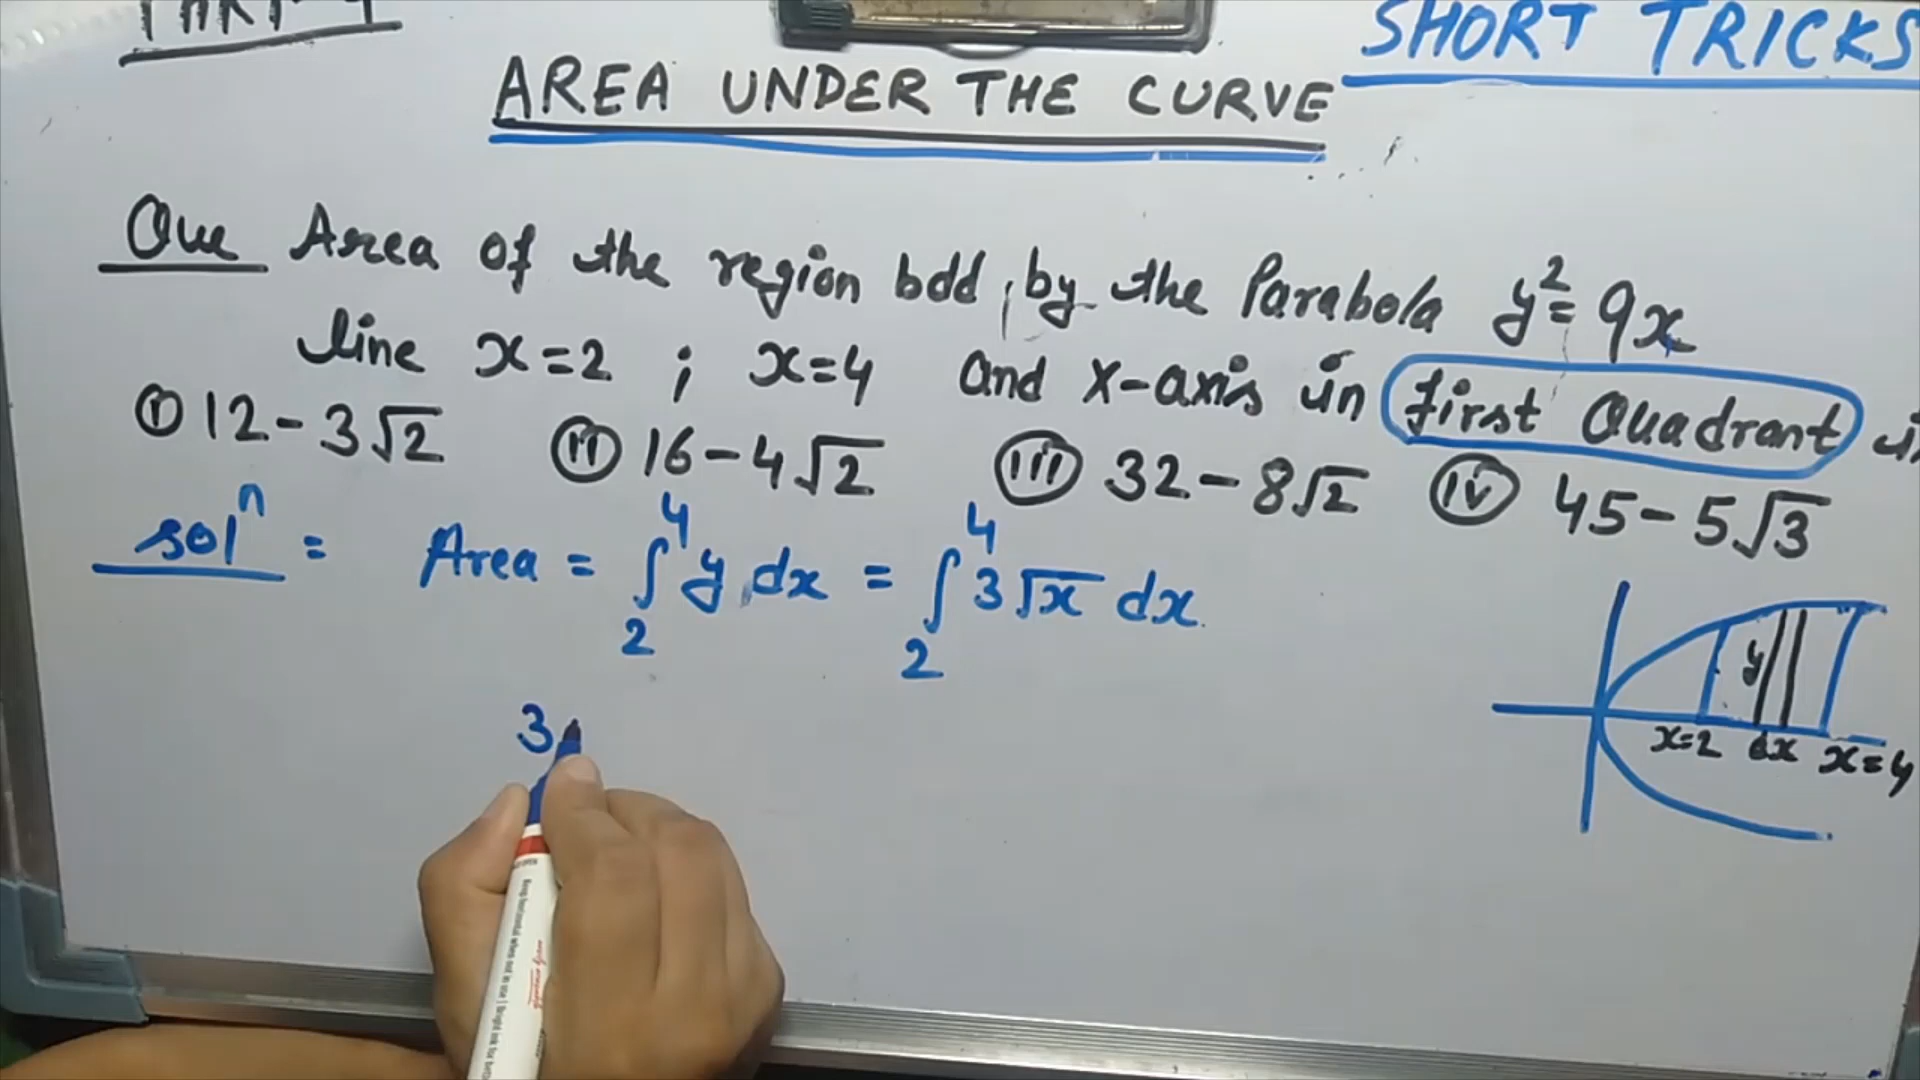 SHORT TRICKS
AREA UNDER THE CURVE
Que Area of the region bdd, by the Parabola y² = 9x
line x=2 ; x=4 and X-axis in first Quadrant
(i) 12-3√2 (ii) 16-4√2 (iii) 32-8√2 (iv) 45-5√3
solⁿ = Area = ∫₂⁴ y dx = ∫₂⁴ 3√x dx
y
x=2 dx x=4
3